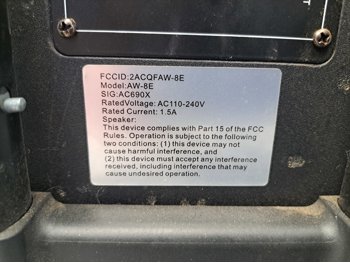 FCCID:2ACQFAW-8E
Model:AW-8E
SIG:AC690X
RatedVoltage: AC110-240V
Rated Current: 1.5A
Speaker:
This device complies with Part 15 of the FCC
Rules. Operation is subject to the following
two conditions: (1) this device may not
cause harmful interference, and
(2) this device must accept any interference
received, including interference that may
cause undesired operation.